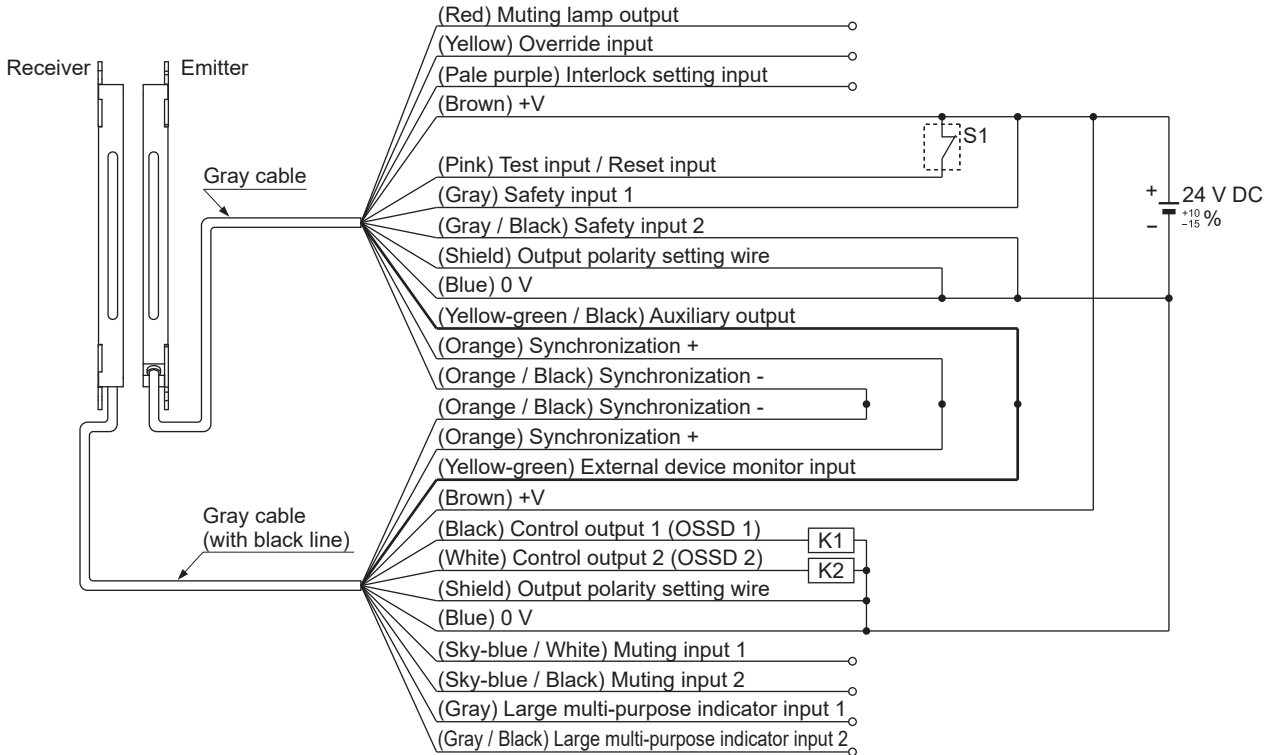 (Red) Muting lamp output
(Yellow) Override input
Receiver
Emitter
(Pale purple) Interlock setting input
(Brown) +V
S1
Gray cable
(Pink) Test input / Reset input
(Gray) Safety input 1
+
24 V DC
+10
-15 %
−
(Gray / Black) Safety input 2
(Shield) Output polarity setting wire
(Blue) 0 V
(Yellow-green / Black) Auxiliary output
(Orange) Synchronization +
(Orange / Black) Synchronization -
(Orange / Black) Synchronization -
(Orange) Synchronization +
(Yellow-green) External device monitor input
(Brown) +V
Gray cable
(with black line)
(Black) Control output 1 (OSSD 1)
K1
(White) Control output 2 (OSSD 2)
K2
(Shield) Output polarity setting wire
(Blue) 0 V
(Sky-blue / White) Muting input 1
(Sky-blue / Black) Muting input 2
(Gray) Large multi-purpose indicator input 1
(Gray / Black) Large multi-purpose indicator input 2